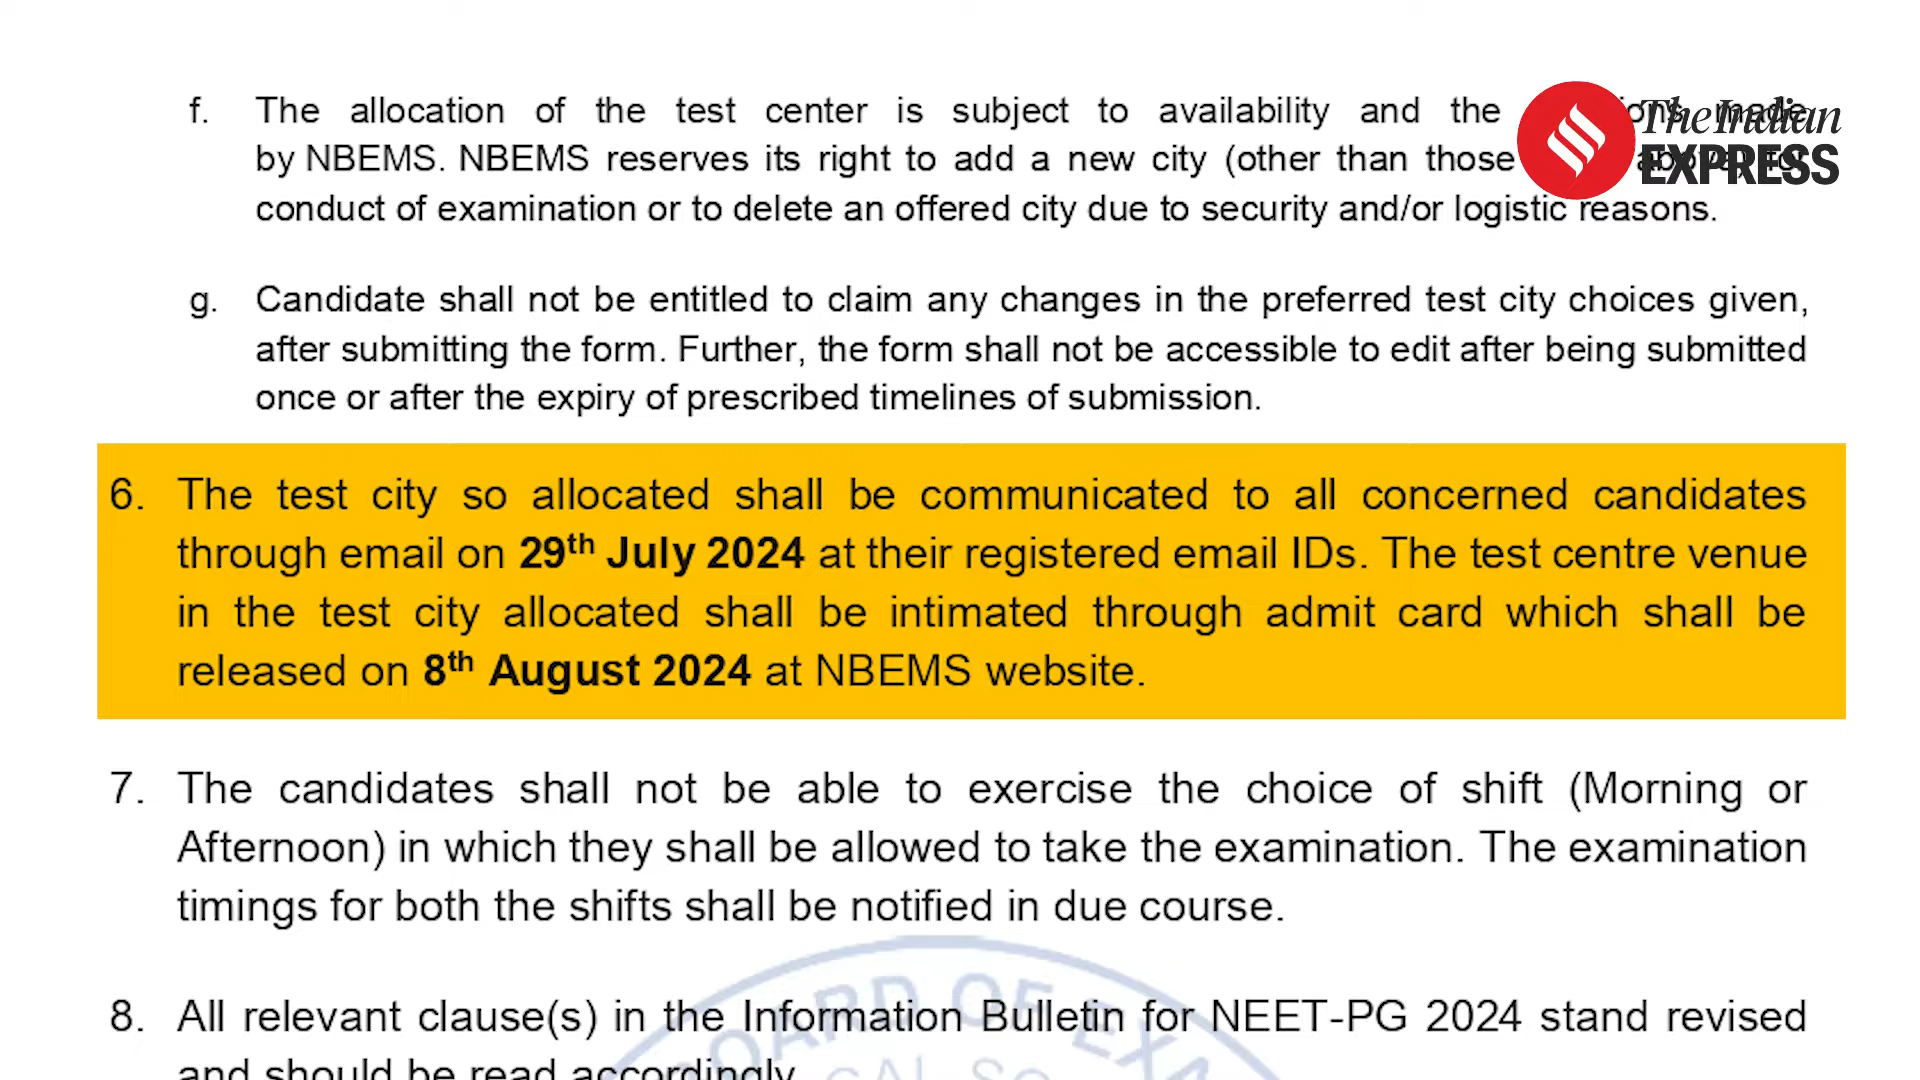 f. The allocation of the test center is subject to availability and the made
by NBEMS. NBEMS reserves its right to add a new city (other than those
conduct of examination or to delete an offered city due to security and/or logistic reasons.
The Indian
EXPRESS
g. Candidate shall not be entitled to claim any changes in the preferred test city choices given,
after submitting the form. Further, the form shall not be accessible to edit after being submitted
once or after the expiry of prescribed timelines of submission.
6. The test city so allocated shall be communicated to all concerned candidates
through email on 29th July 2024 at their registered email IDs. The test centre venue
in the test city allocated shall be intimated through admit card which shall be
released on 8th August 2024 at NBEMS website.
7. The candidates shall not be able to exercise the choice of shift (Morning or
Afternoon) in which they shall be allowed to take the examination. The examination
timings for both the shifts shall be notified in due course.
8. All relevant clause(s) in the Information Bulletin for NEET-PG 2024 stand revised
and should be read accordingly
OARD OF EXA